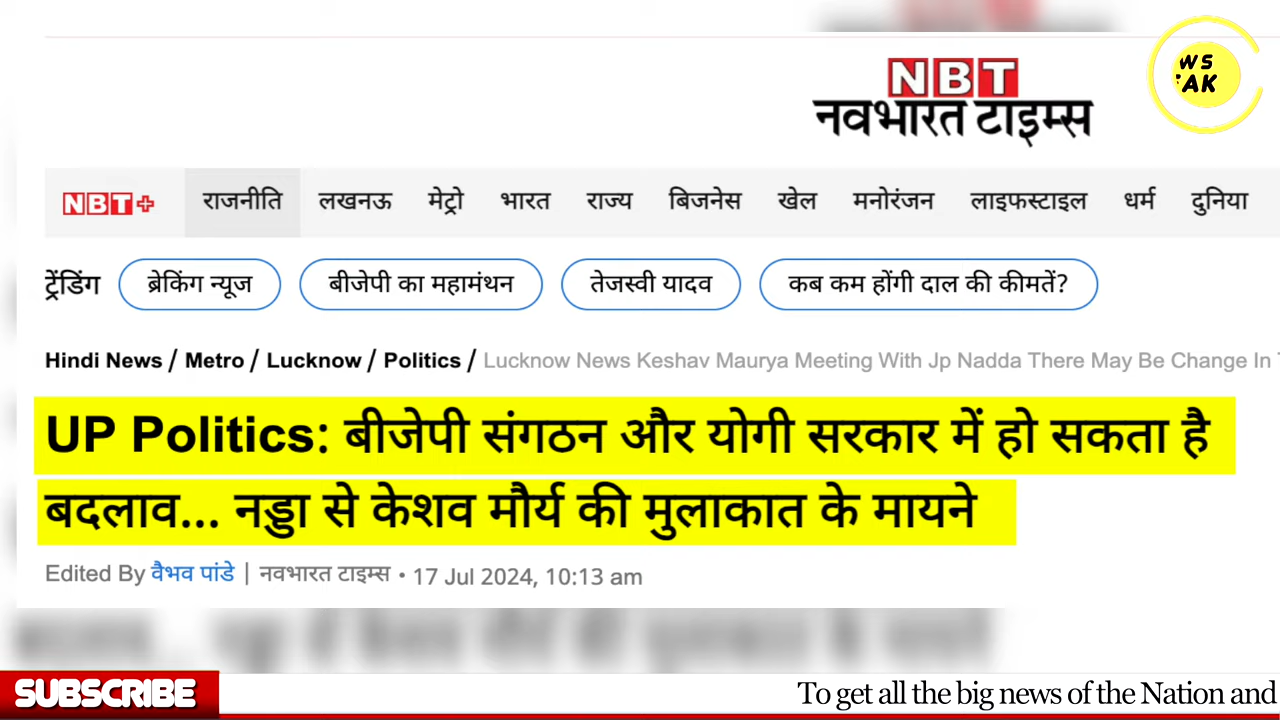 NBT
नवभारत टाइम्स
WS
AK
NBT+ राजनीति लखनऊ मेट्रो भारत राज्य बिजनेस खेल मनोरंजन लाइफस्टाइल धर्म दुनिया
ट्रेंडिंग ब्रेकिंग न्यूज बीजेपी का महामंथन तेजस्वी यादव कब कम होंगी दाल की कीमतें?
Hindi News / Metro / Lucknow / Politics / Lucknow News Keshav Maurya Meeting With Jp Nadda There May Be Change In
UP Politics: बीजेपी संगठन और योगी सरकार में हो सकता है
बदलाव... नड्डा से केशव मौर्य की मुलाकात के मायने
Edited By वैभव पांडे | नवभारत टाइम्स • 17 Jul 2024, 10:13 am
SUBSCRIBE
To get all the big news of the Nation and